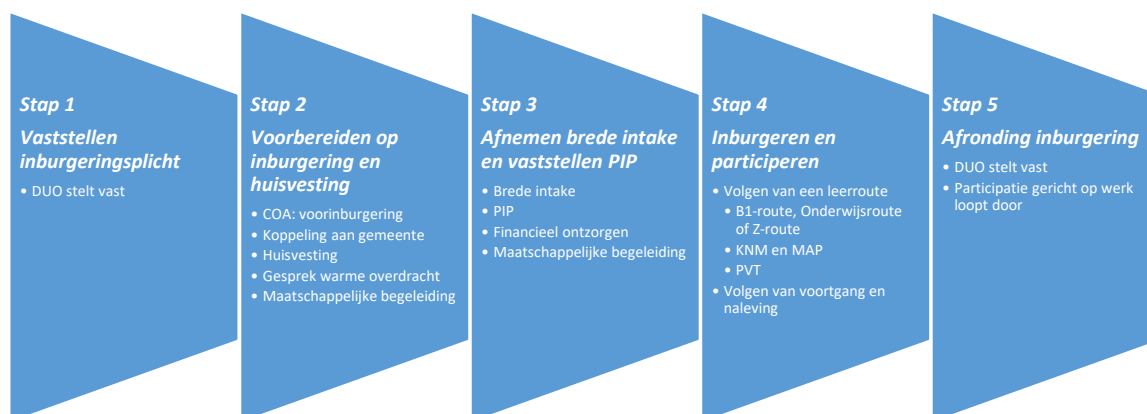 Stap 1
Vaststellen
inburgeringsplicht
• DUO stelt vast
Stap 2
Voorbereiden op
inburgering en
huisvesting
• COA: voorinburgering
• Koppeling aan gemeente
• Huisvesting
• Gesprek warme overdracht
• Maatschappelijke begeleiding
Stap 3
Afnemen brede intake
en vaststellen PIP
• Brede intake
• PIP
• Financieel ontzorgen
• Maatschappelijke begeleiding
Stap 4
Inburgeren en
participeren
• Volgen van een leerroute
• B1-route, Onderwijsroute
of Z-route
• KNM en MAP
• PVT
• Volgen van voortgang en
naleving
Stap 5
Afronding inburgering
• DUO stelt vast
• Participatie gericht op werk
loopt door